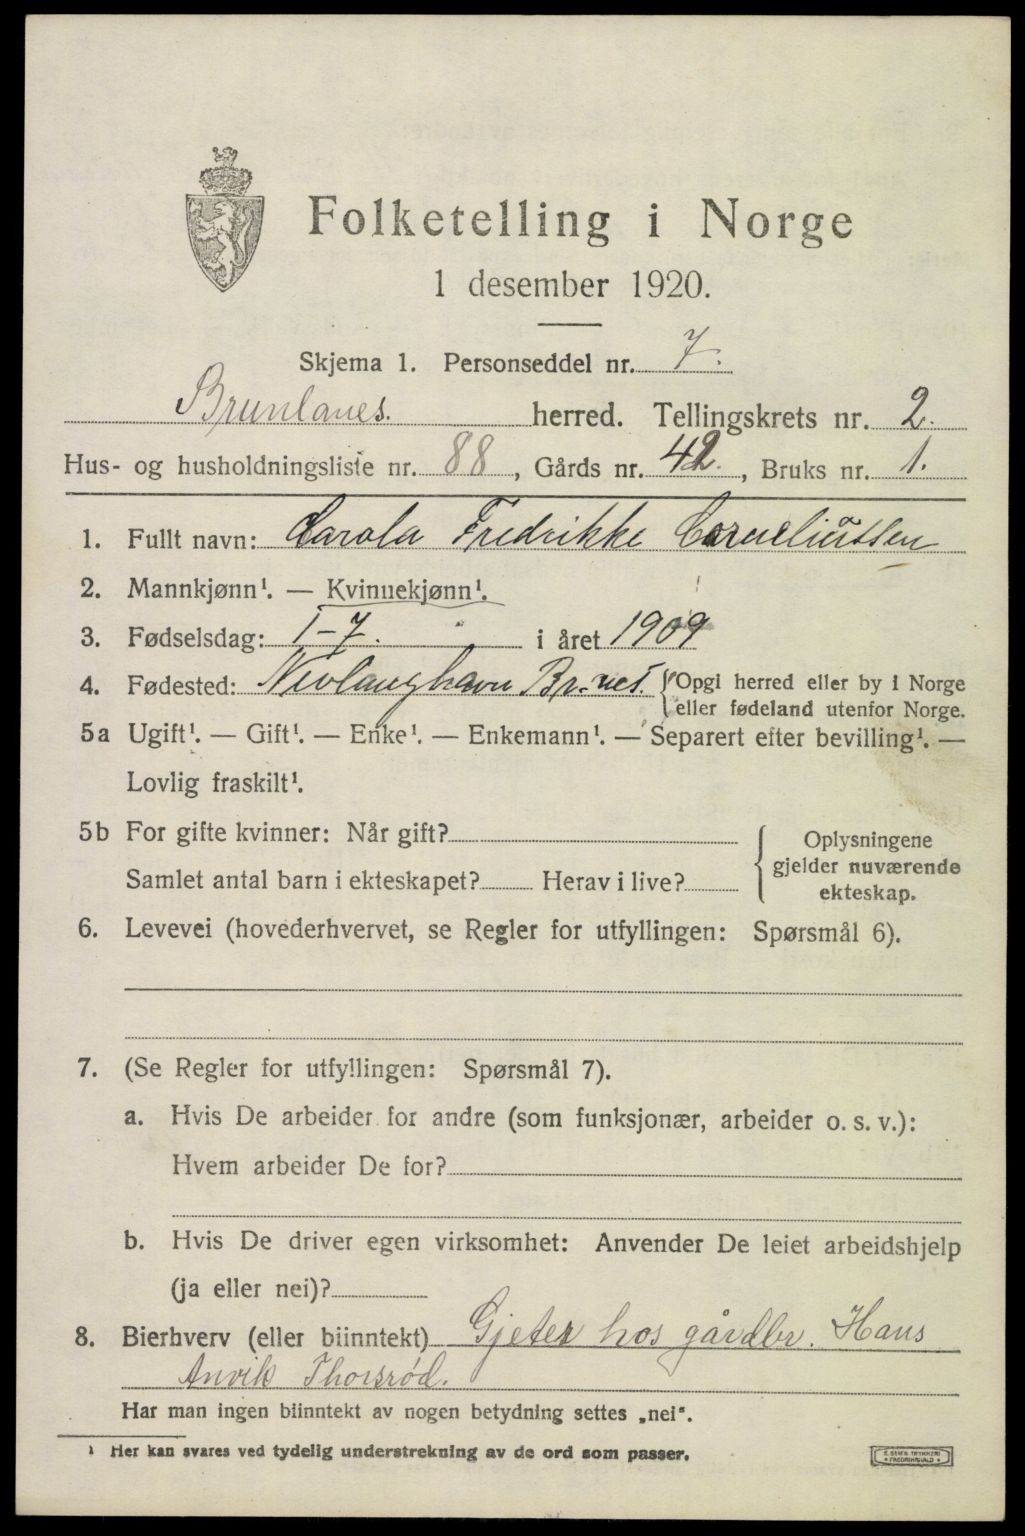 Folketelling i Norge
1 desember 1920.
Skjema 1. Personseddel nr. 7.
Brunlanes. herred. Tellingskrets nr. 2.
Hus- og husholdningsliste nr. 88, Gårds nr. 42., Bruks nr. 1.
1. Fullt navn: Carola Fredrikke Corneliussen
2. Mannkjønn¹. — Kvinnekjønn¹.
3. Fødselsdag: 1-7. i året 1909
4. Fødested: Nevlunghavn Br.nes. {Opgi herred eller by i Norge
eller fødeland utenfor Norge.
5a Ugift¹. — Gift¹. — Enke¹. — Enkemann¹. — Separert efter bevilling¹. —
Lovlig fraskilt¹.
5b For gifte kvinner: Når gift?
Samlet antal barn i ekteskapet? Herav i live?
{ Oplysningene
gjelder nuværende
ekteskap.
6. Levevei (hovederhvervet, se Regler for utfyllingen: Spørsmål 6).
7. (Se Regler for utfyllingen: Spørsmål 7).
a. Hvis De arbeider for andre (som funksjonær, arbeider o. s. v.):
Hvem arbeider De for?
b. Hvis De driver egen virksomhet: Anvender De leiet arbeidshjelp
(ja eller nei)?
8. Bierhverv (eller biinntekt) Gjeter hos gårdbr. Hans
Anvik Thorsrød.
Har man ingen biinntekt av nogen betydning settes „nei".
¹ Her kan svares ved tydelig understrekning av de ord som passer.